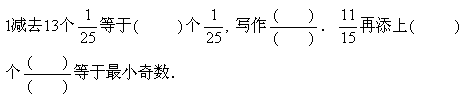 1减去13个1/25等于(    )个1/25, 写作(    )/(    ). 11/15再添上(    )
个(    )/(    )等于最小奇数.